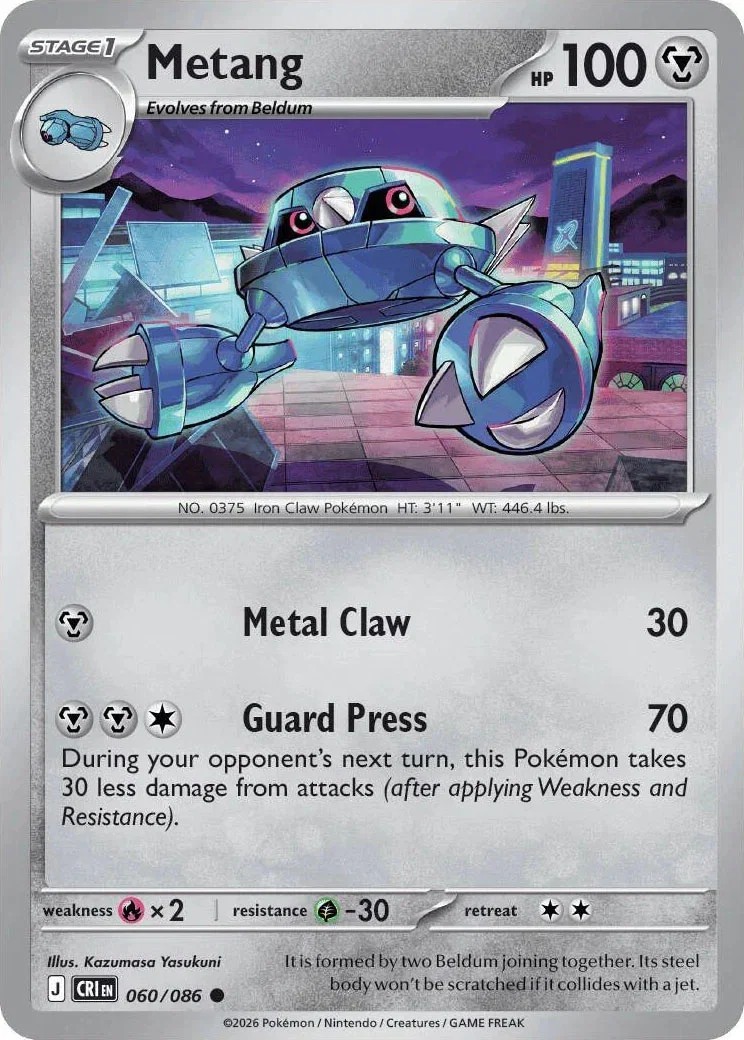 STAGE1
Metang
HP 100
Evolves from Beldum
NO. 0375 Iron Claw Pokémon HT: 3'11" WT: 446.4 lbs.
Metal Claw 30
Guard Press 70
During your opponent's next turn, this Pokémon takes
30 less damage from attacks (after applying Weakness and
Resistance).
weakness ×2 resistance -30 retreat
Illus. Kazumasa Yasukuni
It is formed by two Beldum joining together. Its steel
body won't be scratched if it collides with a jet.
J CRI EN 060/086
©2026 Pokémon / Nintendo / Creatures / GAME FREAK